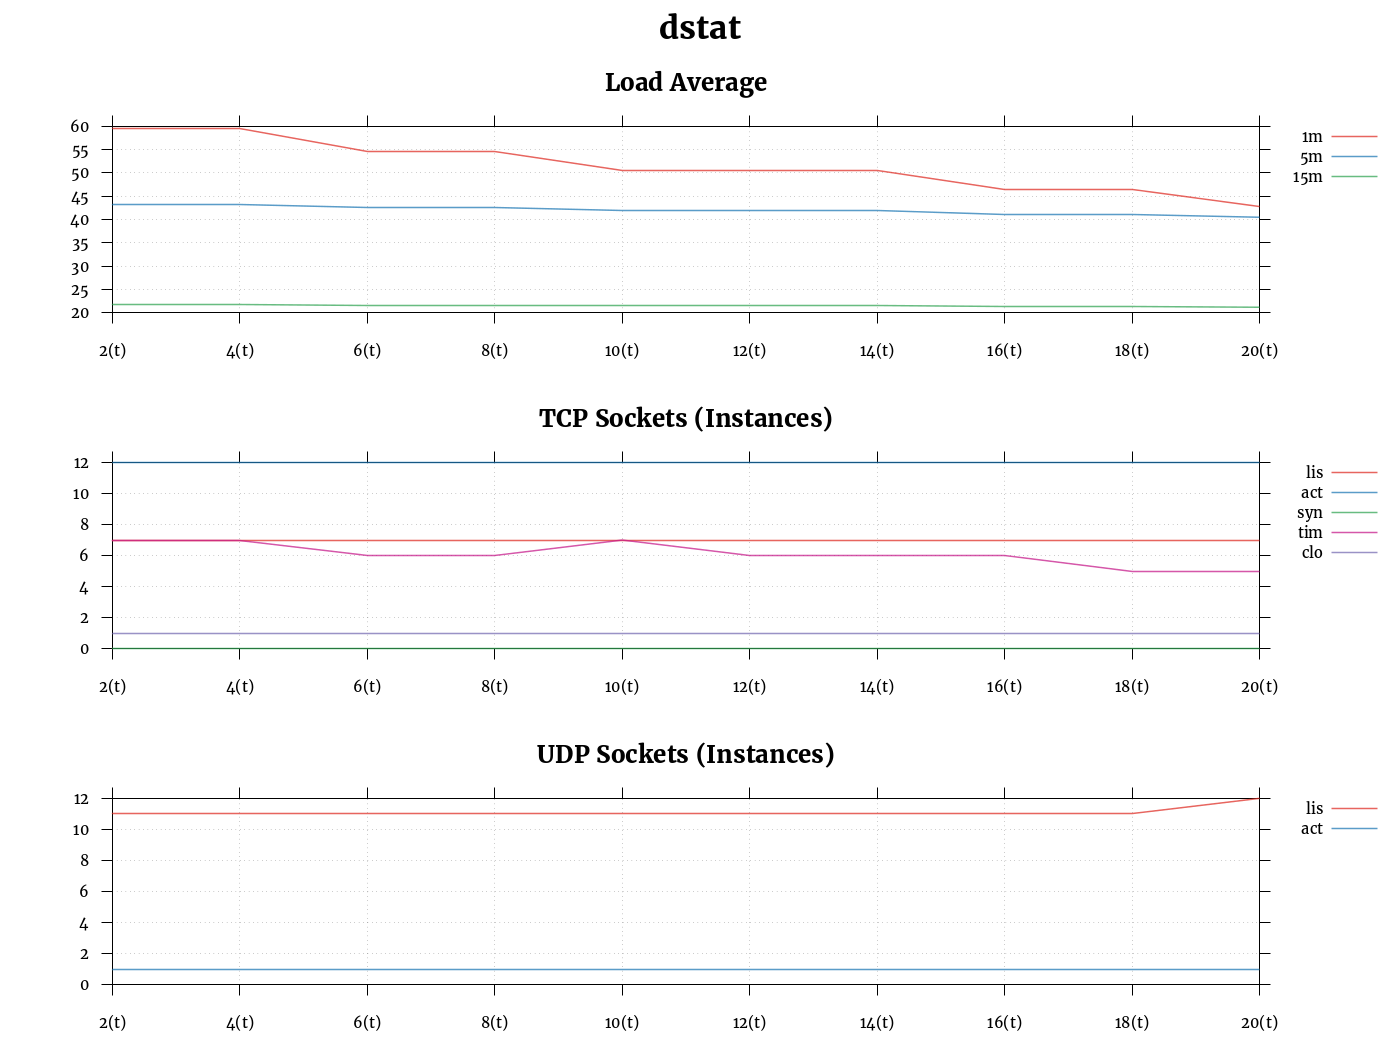 dstat
Load Average
60
55
50
45
40
35
30
25
20
2(t) 4(t) 6(t) 8(t) 10(t) 12(t) 14(t) 16(t) 18(t) 20(t)
1m
5m
15m
TCP Sockets (Instances)
12
10
8
6
4
2
0
2(t) 4(t) 6(t) 8(t) 10(t) 12(t) 14(t) 16(t) 18(t) 20(t)
lis
act
syn
tim
clo
UDP Sockets (Instances)
12
10
8
6
4
2
0
2(t) 4(t) 6(t) 8(t) 10(t) 12(t) 14(t) 16(t) 18(t) 20(t)
lis
act